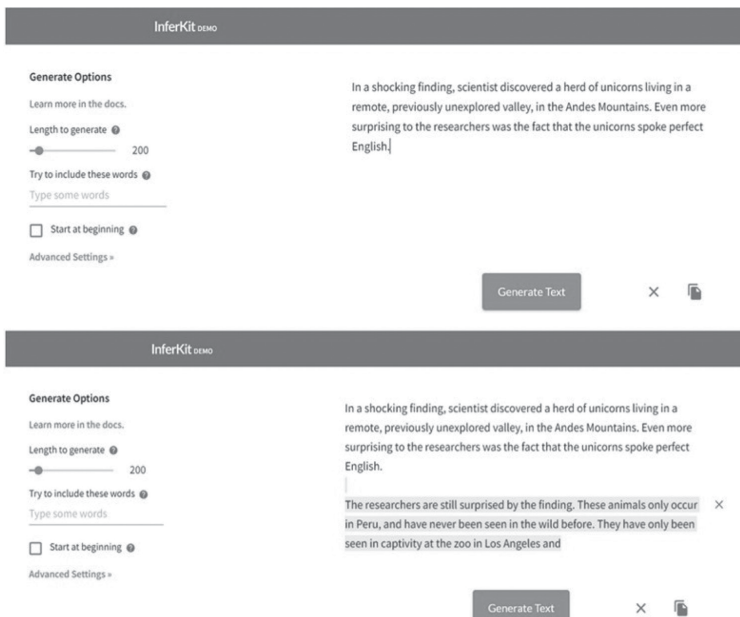 InferKit DEMO
Generate Options
Learn more in the docs.
Length to generate
200
Try to include these words
Type some words
Start at beginning
Advanced Settings »
In a shocking finding, scientist discovered a herd of unicorns living in a
remote, previously unexplored valley, in the Andes Mountains. Even more
surprising to the researchers was the fact that the unicorns spoke perfect
English.
Generate Text
InferKit DEMO
Generate Options
Learn more in the docs.
Length to generate
200
Try to include these words
Type some words
Start at beginning
Advanced Settings »
In a shocking finding, scientist discovered a herd of unicorns living in a
remote, previously unexplored valley, in the Andes Mountains. Even more
surprising to the researchers was the fact that the unicorns spoke perfect
English.
The researchers are still surprised by the finding. These animals only occur
in Peru, and have never been seen in the wild before. They have only been
seen in captivity at the zoo in Los Angeles and
Generate Text